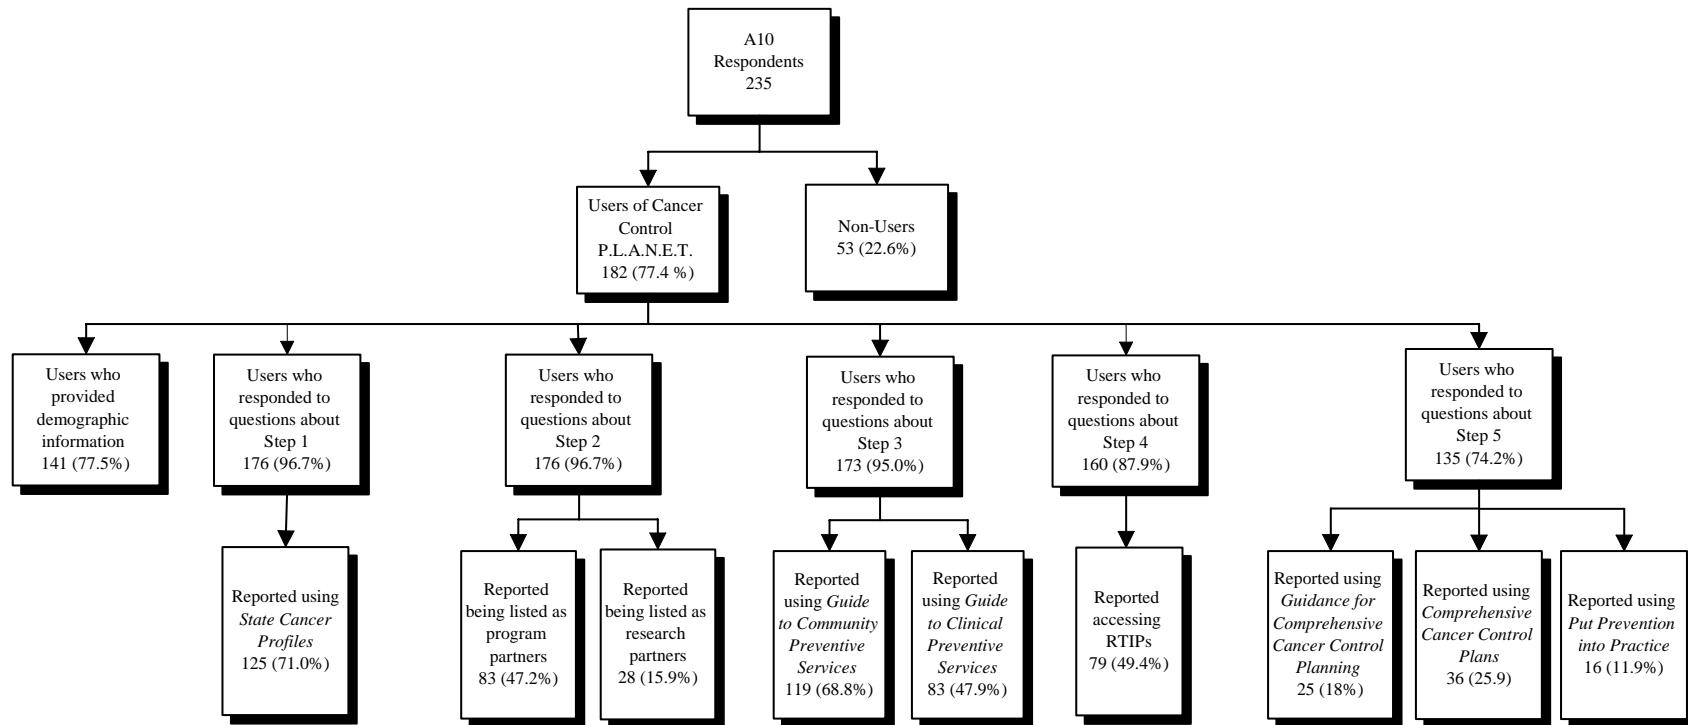 A10
Respondents
235
Users of Cancer
Control
P.L.A.N.E.T.
182 (77.4 %)
Non-Users
53 (22.6%)
Users who
provided
demographic
information
141 (77.5%)
Users who
responded to
questions about
Step 1
176 (96.7%)
Users who
responded to
questions about
Step 2
176 (96.7%)
Users who
responded to
questions about
Step 3
173 (95.0%)
Users who
responded to
questions about
Step 4
160 (87.9%)
Users who
responded to
questions about
Step 5
135 (74.2%)
Reported using
State Cancer
Profiles
125 (71.0%)
Reported
being listed as
program
partners
83 (47.2%)
Reported
being listed as
research
partners
28 (15.9%)
Reported
using Guide
to Community
Preventive
Services
119 (68.8%)
Reported
using Guide
to Clinical
Preventive
Services
83 (47.9%)
Reported
accessing
RTIPs
79 (49.4%)
Reported using
Guidance for
Comprehensive
Cancer Control
Planning
25 (18%)
Reported using
Comprehensive
Cancer Control
Plans
36 (25.9)
Reported using
Put Prevention
into Practice
16 (11.9%)